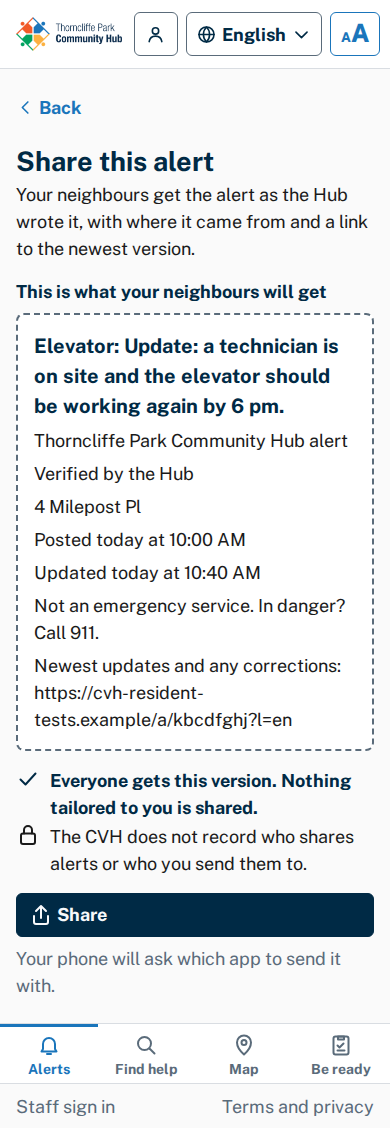 Thorncliffe Park
Community Hub
English
AA
Back
Share this alert
Your neighbours get the alert as the Hub
wrote it, with where it came from and a link
to the newest version.
This is what your neighbours will get
Elevator: Update: a technician is
on site and the elevator should
be working again by 6 pm.
Thorncliffe Park Community Hub alert
Verified by the Hub
4 Milepost Pl
Posted today at 10:00 AM
Updated today at 10:40 AM
Not an emergency service. In danger?
Call 911.
Newest updates and any corrections:
https://cvh-resident-
tests.example/a/kbcdfghj?l=en
Everyone gets this version. Nothing
tailored to you is shared.
The CVH does not record who shares
alerts or who you send them to.
Share
Your phone will ask which app to send it
with.
Alerts
Find help
Map
Be ready
Staff sign in
Terms and privacy